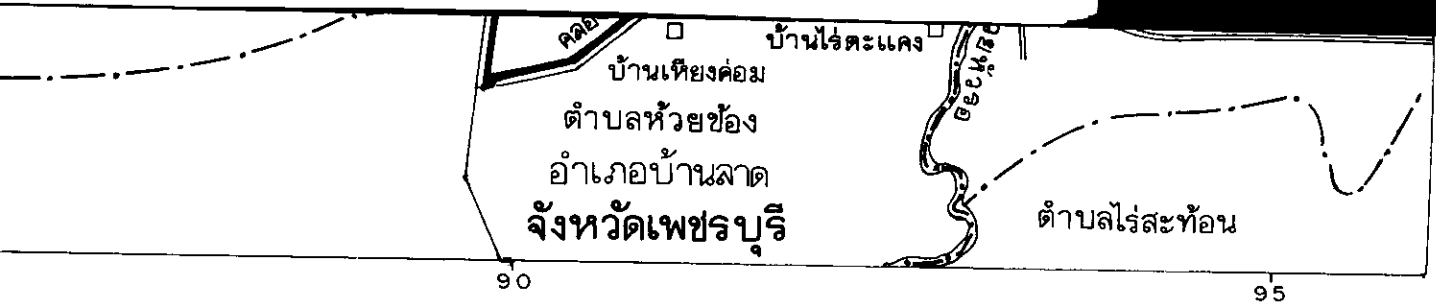 คลอ
บ้านไร่ตะแคง
บ้านเหียงค่อม
ตำบลห้วยข้อง
อำเภอบ้านลาด
จังหวัดเพชรบุรี
ตำบลไร่สะท้อน
90
95